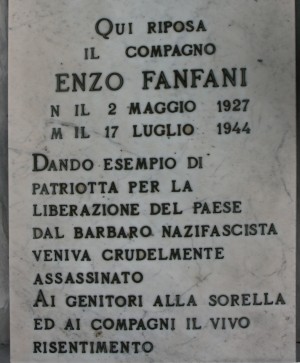 QUI RIPOSA
IL COMPAGNO
ENZO FANFANI
N IL 2 MAGGIO 1927
M IL 17 LUGLIO 1944
DANDO ESEMPIO DI
PATRIOTTA PER LA
LIBERAZIONE DEL PAESE
DAL BARBARO NAZIFASCISTA
VENIVA CRUDELMENTE
ASSASSINATO
AI GENITORI ALLA SORELLA
ED AI COMPAGNI IL VIVO
RISENTIMENTO